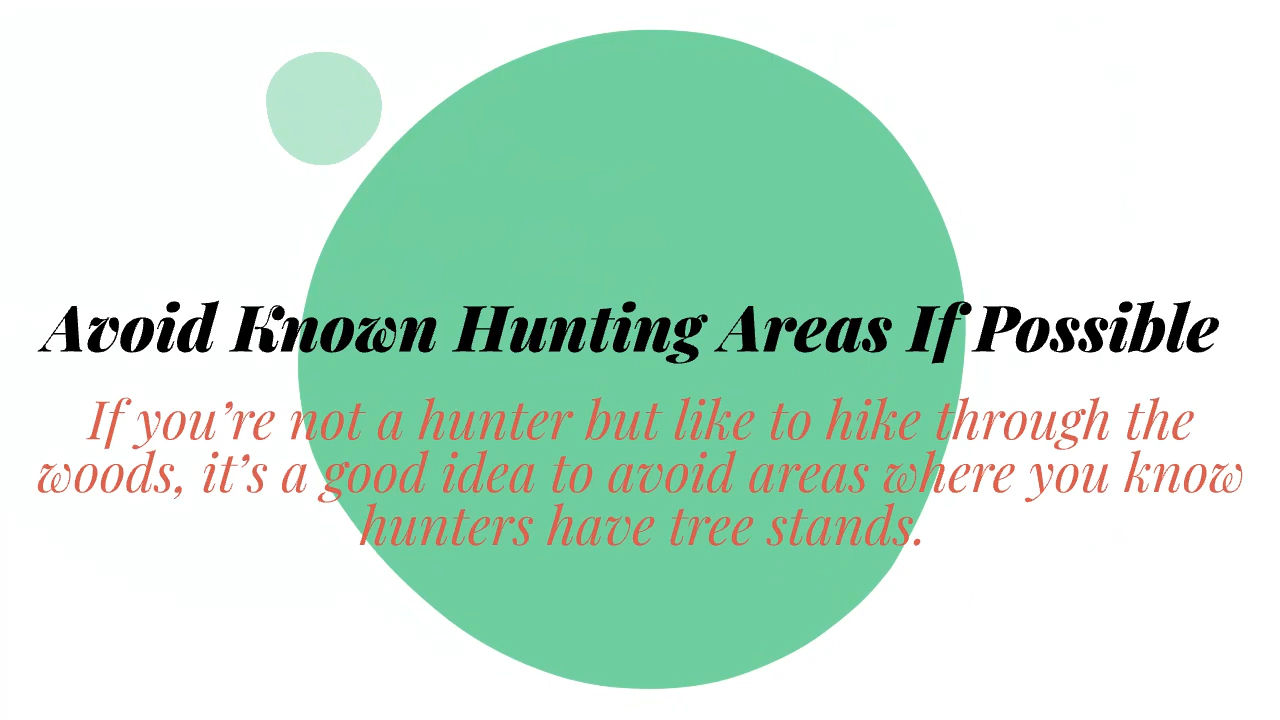 Avoid Known Hunting Areas If Possible
If you’re not a hunter but like to hike through the
woods, it’s a good idea to avoid areas where you know
hunters have tree stands.